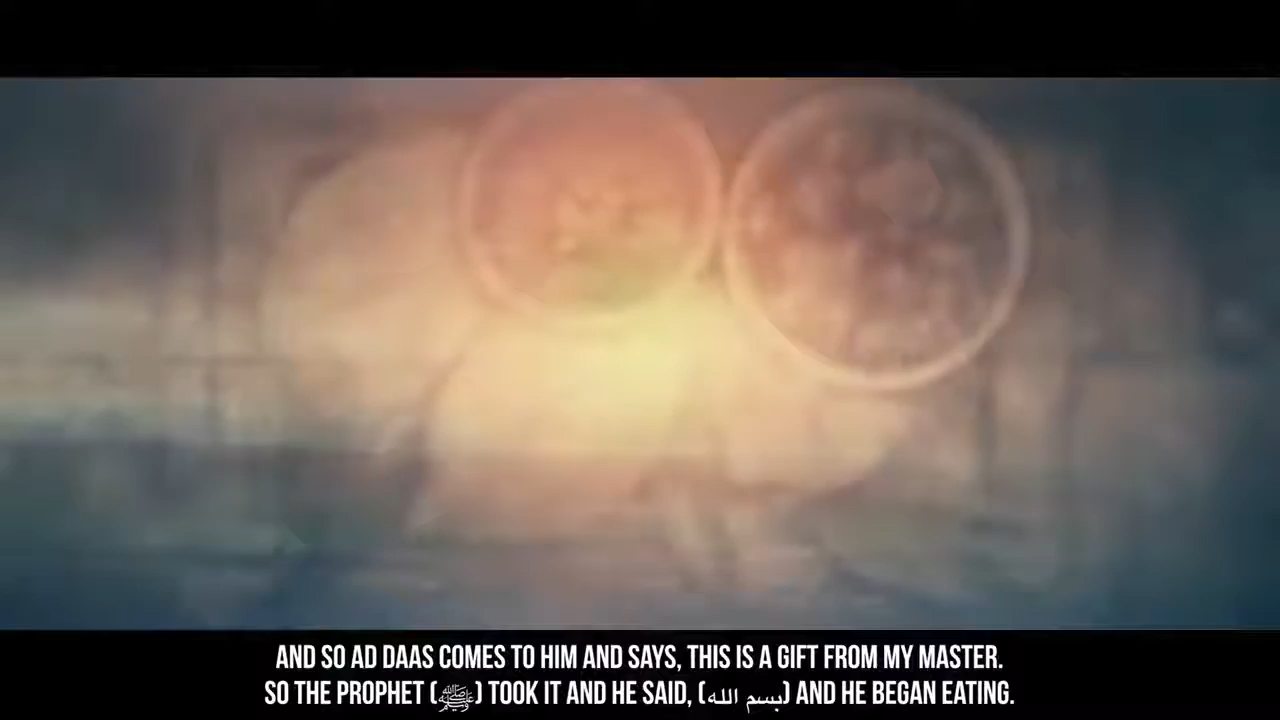 AND SO AD DAAS COMES TO HIM AND SAYS, THIS IS A GIFT FROM MY MASTER.
SO THE PROPHET (ﷺ) TOOK IT AND HE SAID, (بسم الله) AND HE BEGAN EATING.